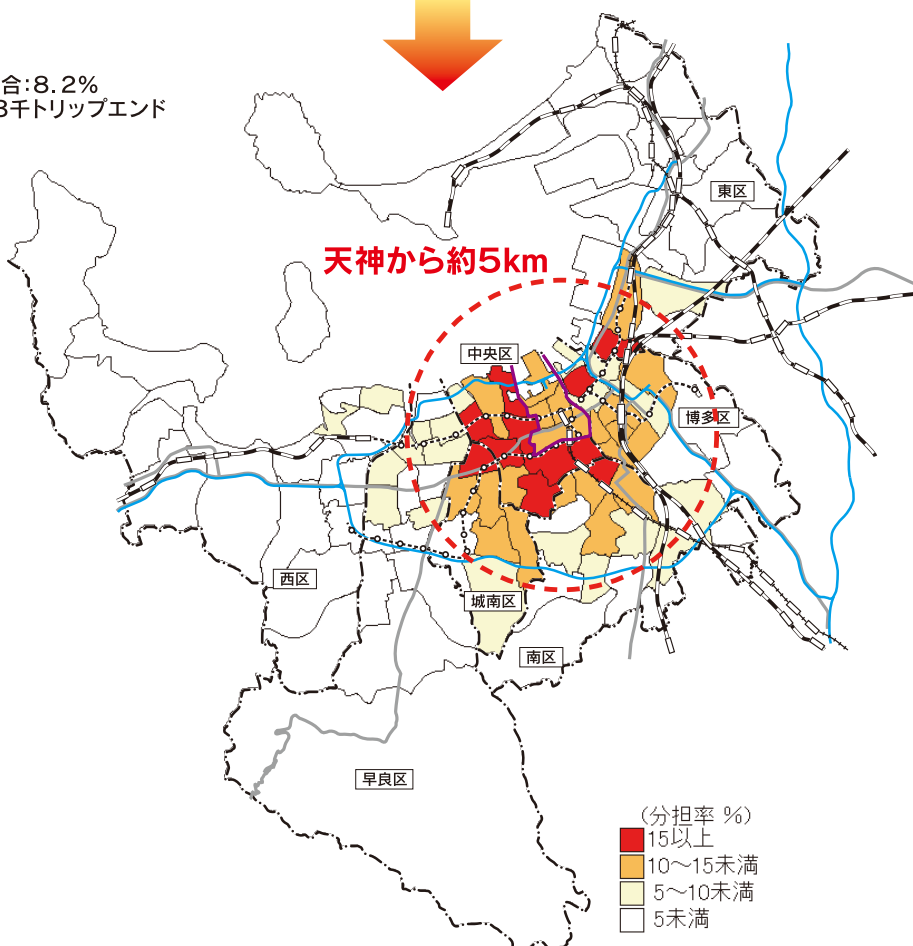 合:8.2%
3千トリップエンド
東区
天神から約5km
中央区
博多区
西区
城南区
南区
早良区
(分担率 %)
15以上
10〜15未満
5〜10未満
5未満